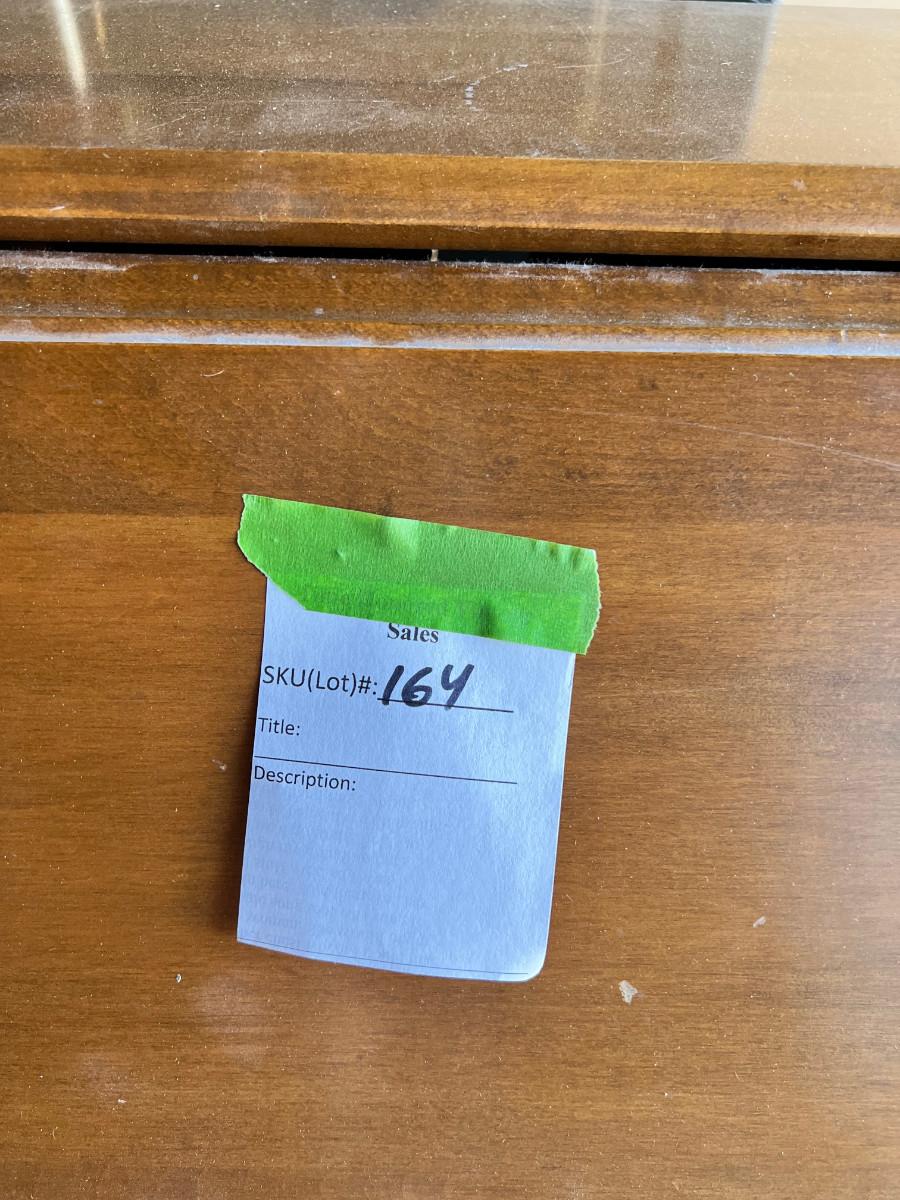 Sales
SKU(Lot)#: 164
Title:
Description: